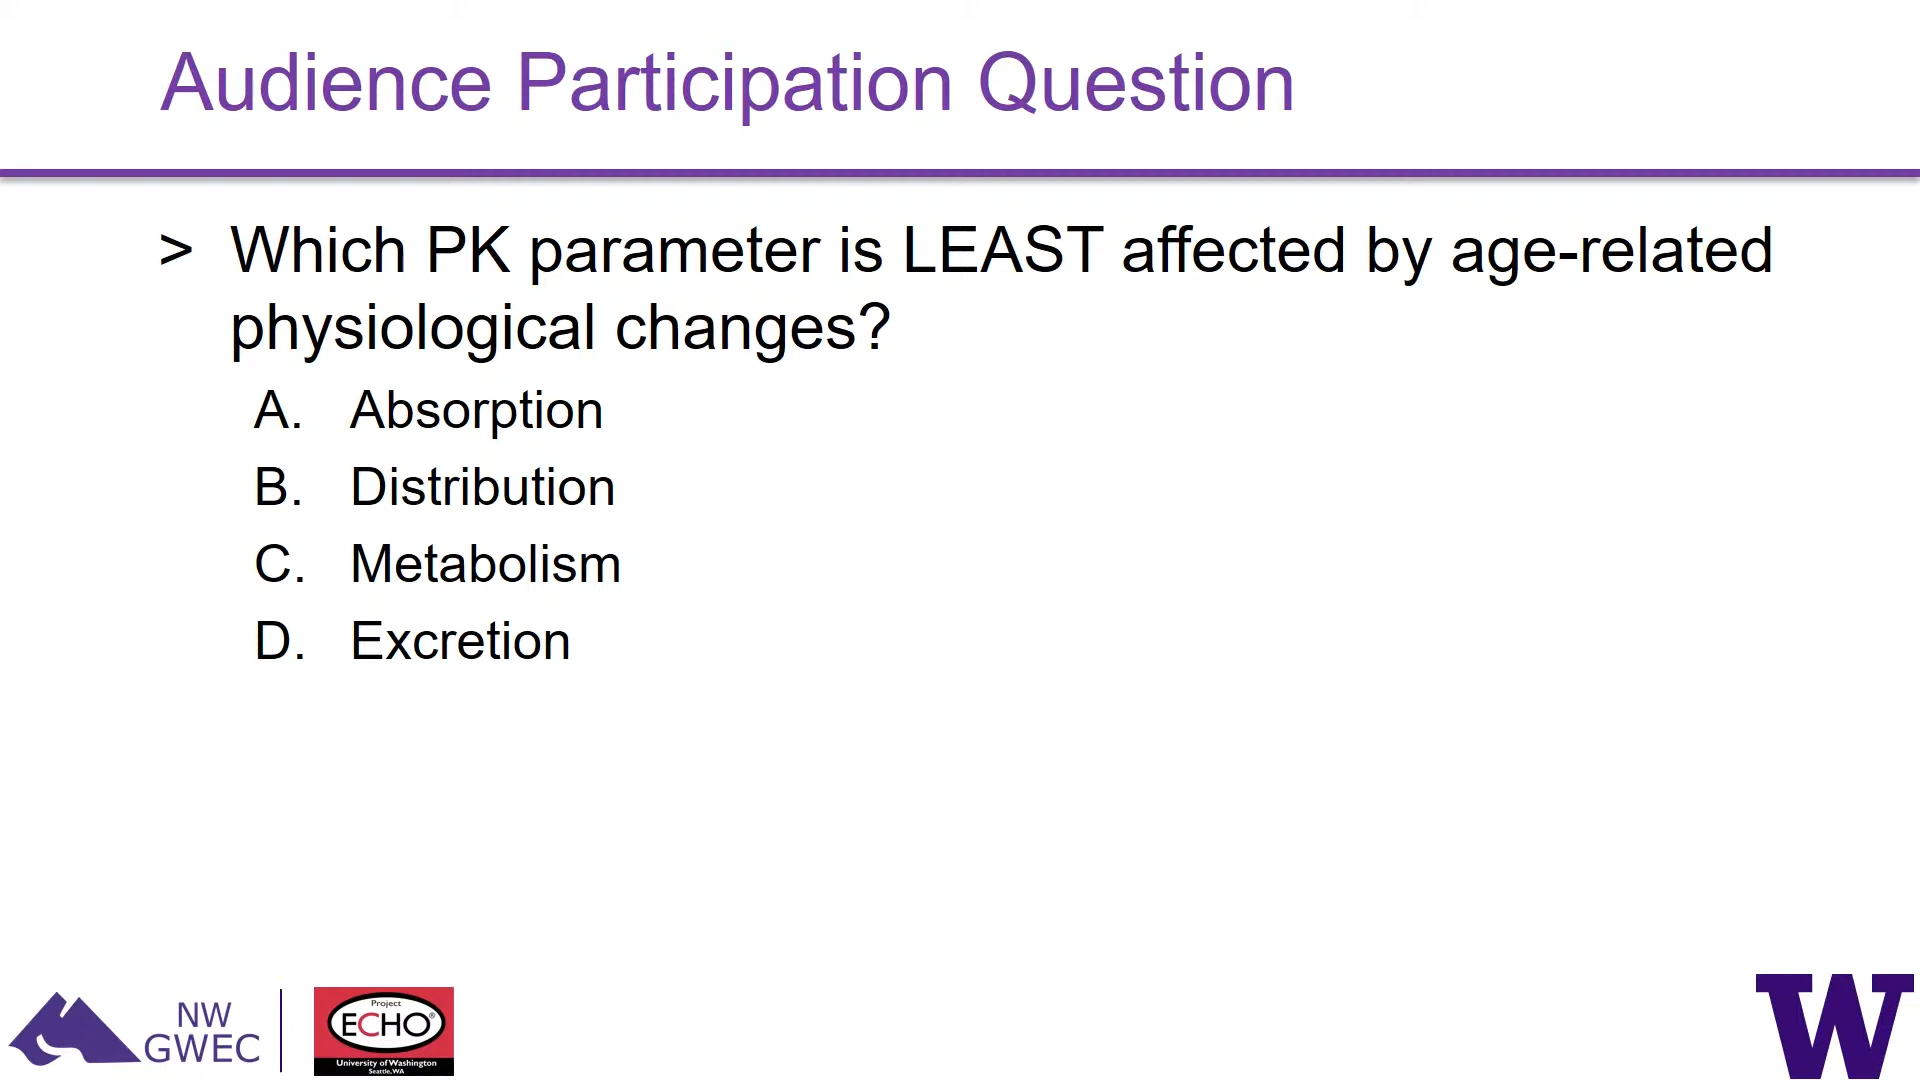 Audience Participation Question
> Which PK parameter is LEAST affected by age-related
physiological changes?
A. Absorption
B. Distribution
C. Metabolism
D. Excretion
NW
GWEC
Project
ECHO®
University of Washington
Seattle, WA
W